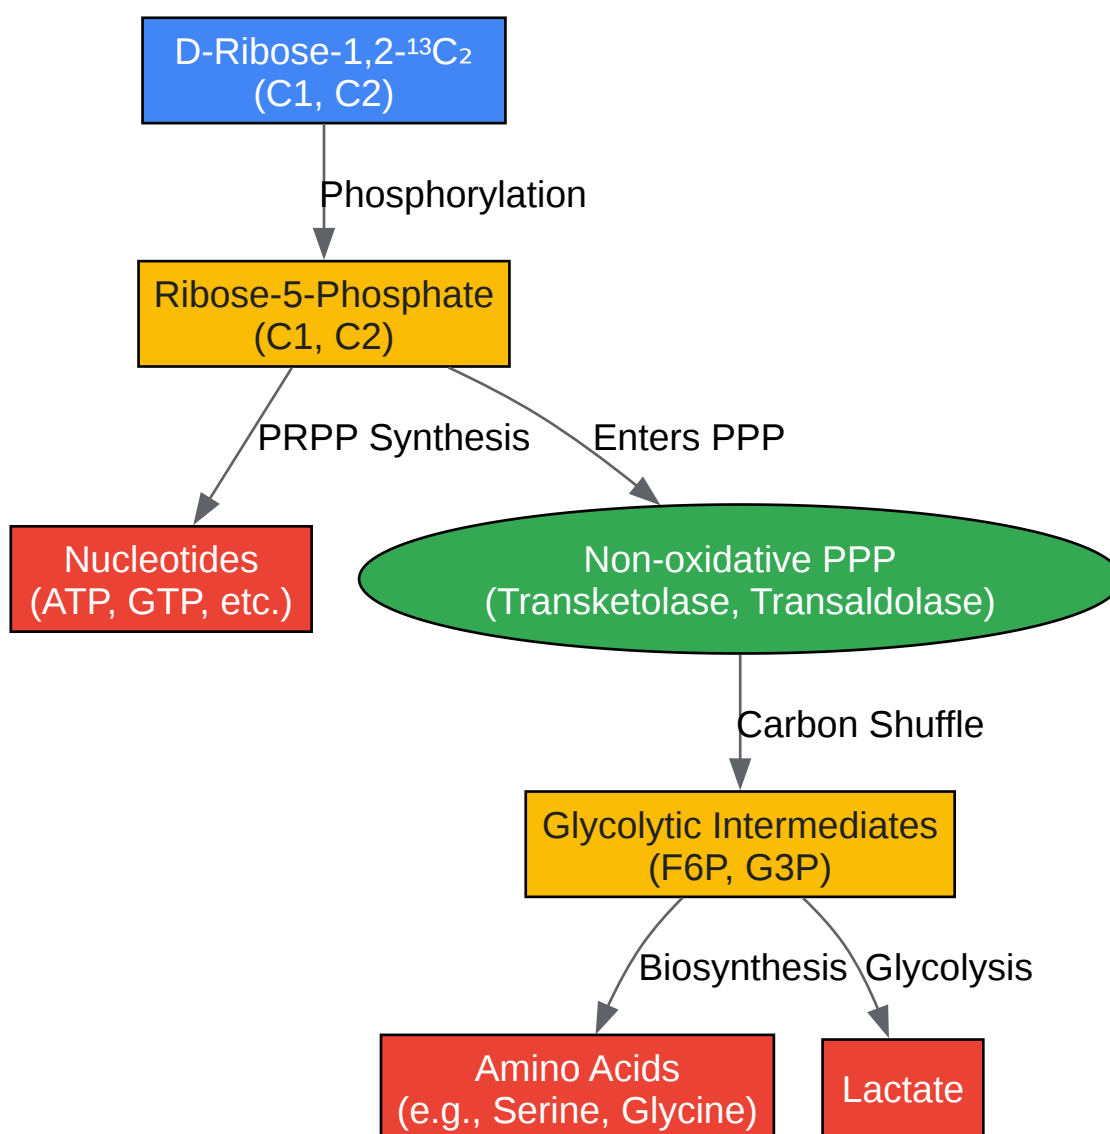 D-Ribose-1,2-¹³C₂
(C1, C2)
Phosphorylation
Ribose-5-Phosphate
(C1, C2)
PRPP Synthesis
Enters PPP
Nucleotides
(ATP, GTP, etc.)
Non-oxidative PPP
(Transketolase, Transaldolase)
Carbon Shuffle
Glycolytic Intermediates
(F6P, G3P)
Biosynthesis
Glycolysis
Amino Acids
(e.g., Serine, Glycine)
Lactate